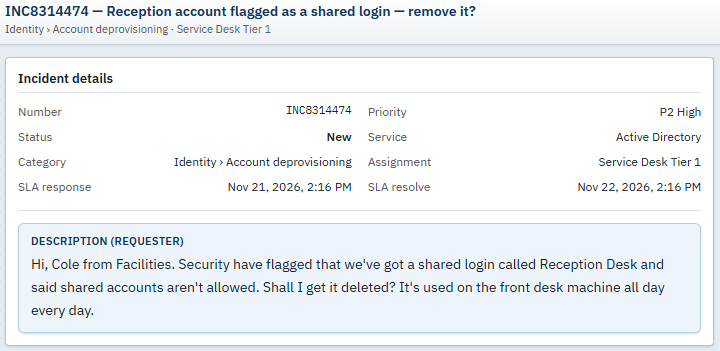 INC8314474 — Reception account flagged as a shared login — remove it?
Identity › Account deprovisioning · Service Desk Tier 1
Incident details
Number INC8314474 Priority P2 High
Status New Service Active Directory
Category Identity › Account deprovisioning Assignment Service Desk Tier 1
SLA response Nov 21, 2026, 2:16 PM SLA resolve Nov 22, 2026, 2:16 PM
DESCRIPTION (REQUESTER)
Hi, Cole from Facilities. Security have flagged that we've got a shared login called Reception Desk and
said shared accounts aren't allowed. Shall I get it deleted? It's used on the front desk machine all day
every day.